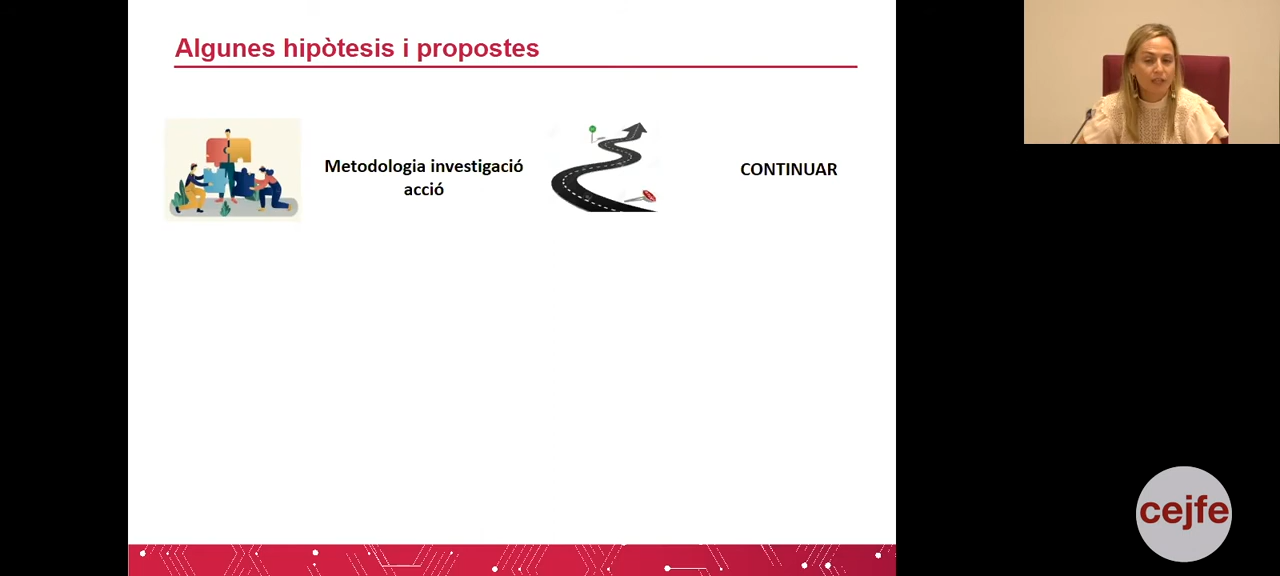 Algunes hipòtesis i propostes
Metodologia investigació
acció
CONTINUAR
cejfe